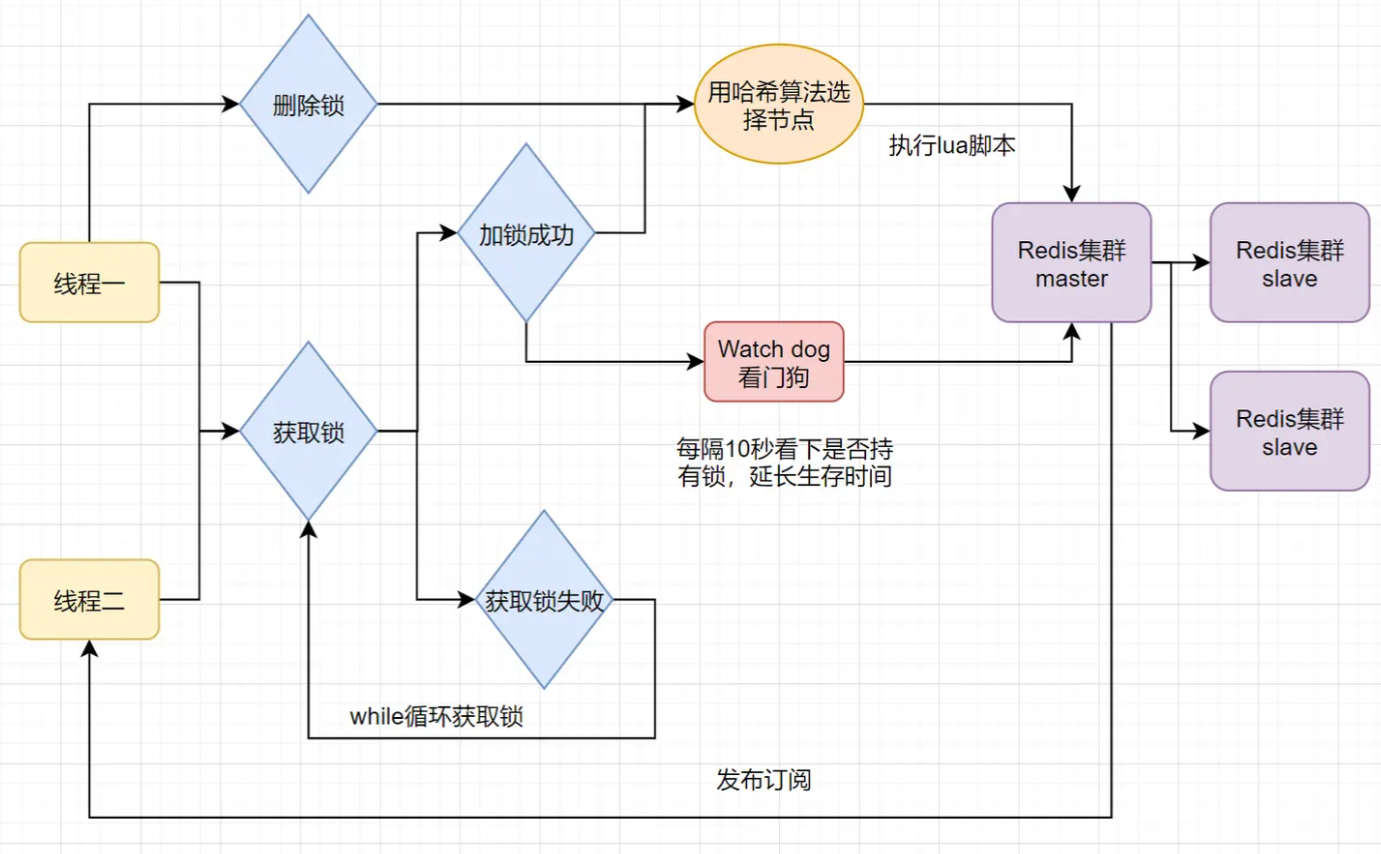 删除锁
用哈希算法选
择节点
执行lua脚本
加锁成功
线程一
Redis集群
master
Redis集群
slave
Watch dog
看门狗
获取锁
每隔10秒看下是否持
有锁，延长生存时间
Redis集群
slave
线程二
获取锁失败
while循环获取锁
发布订阅